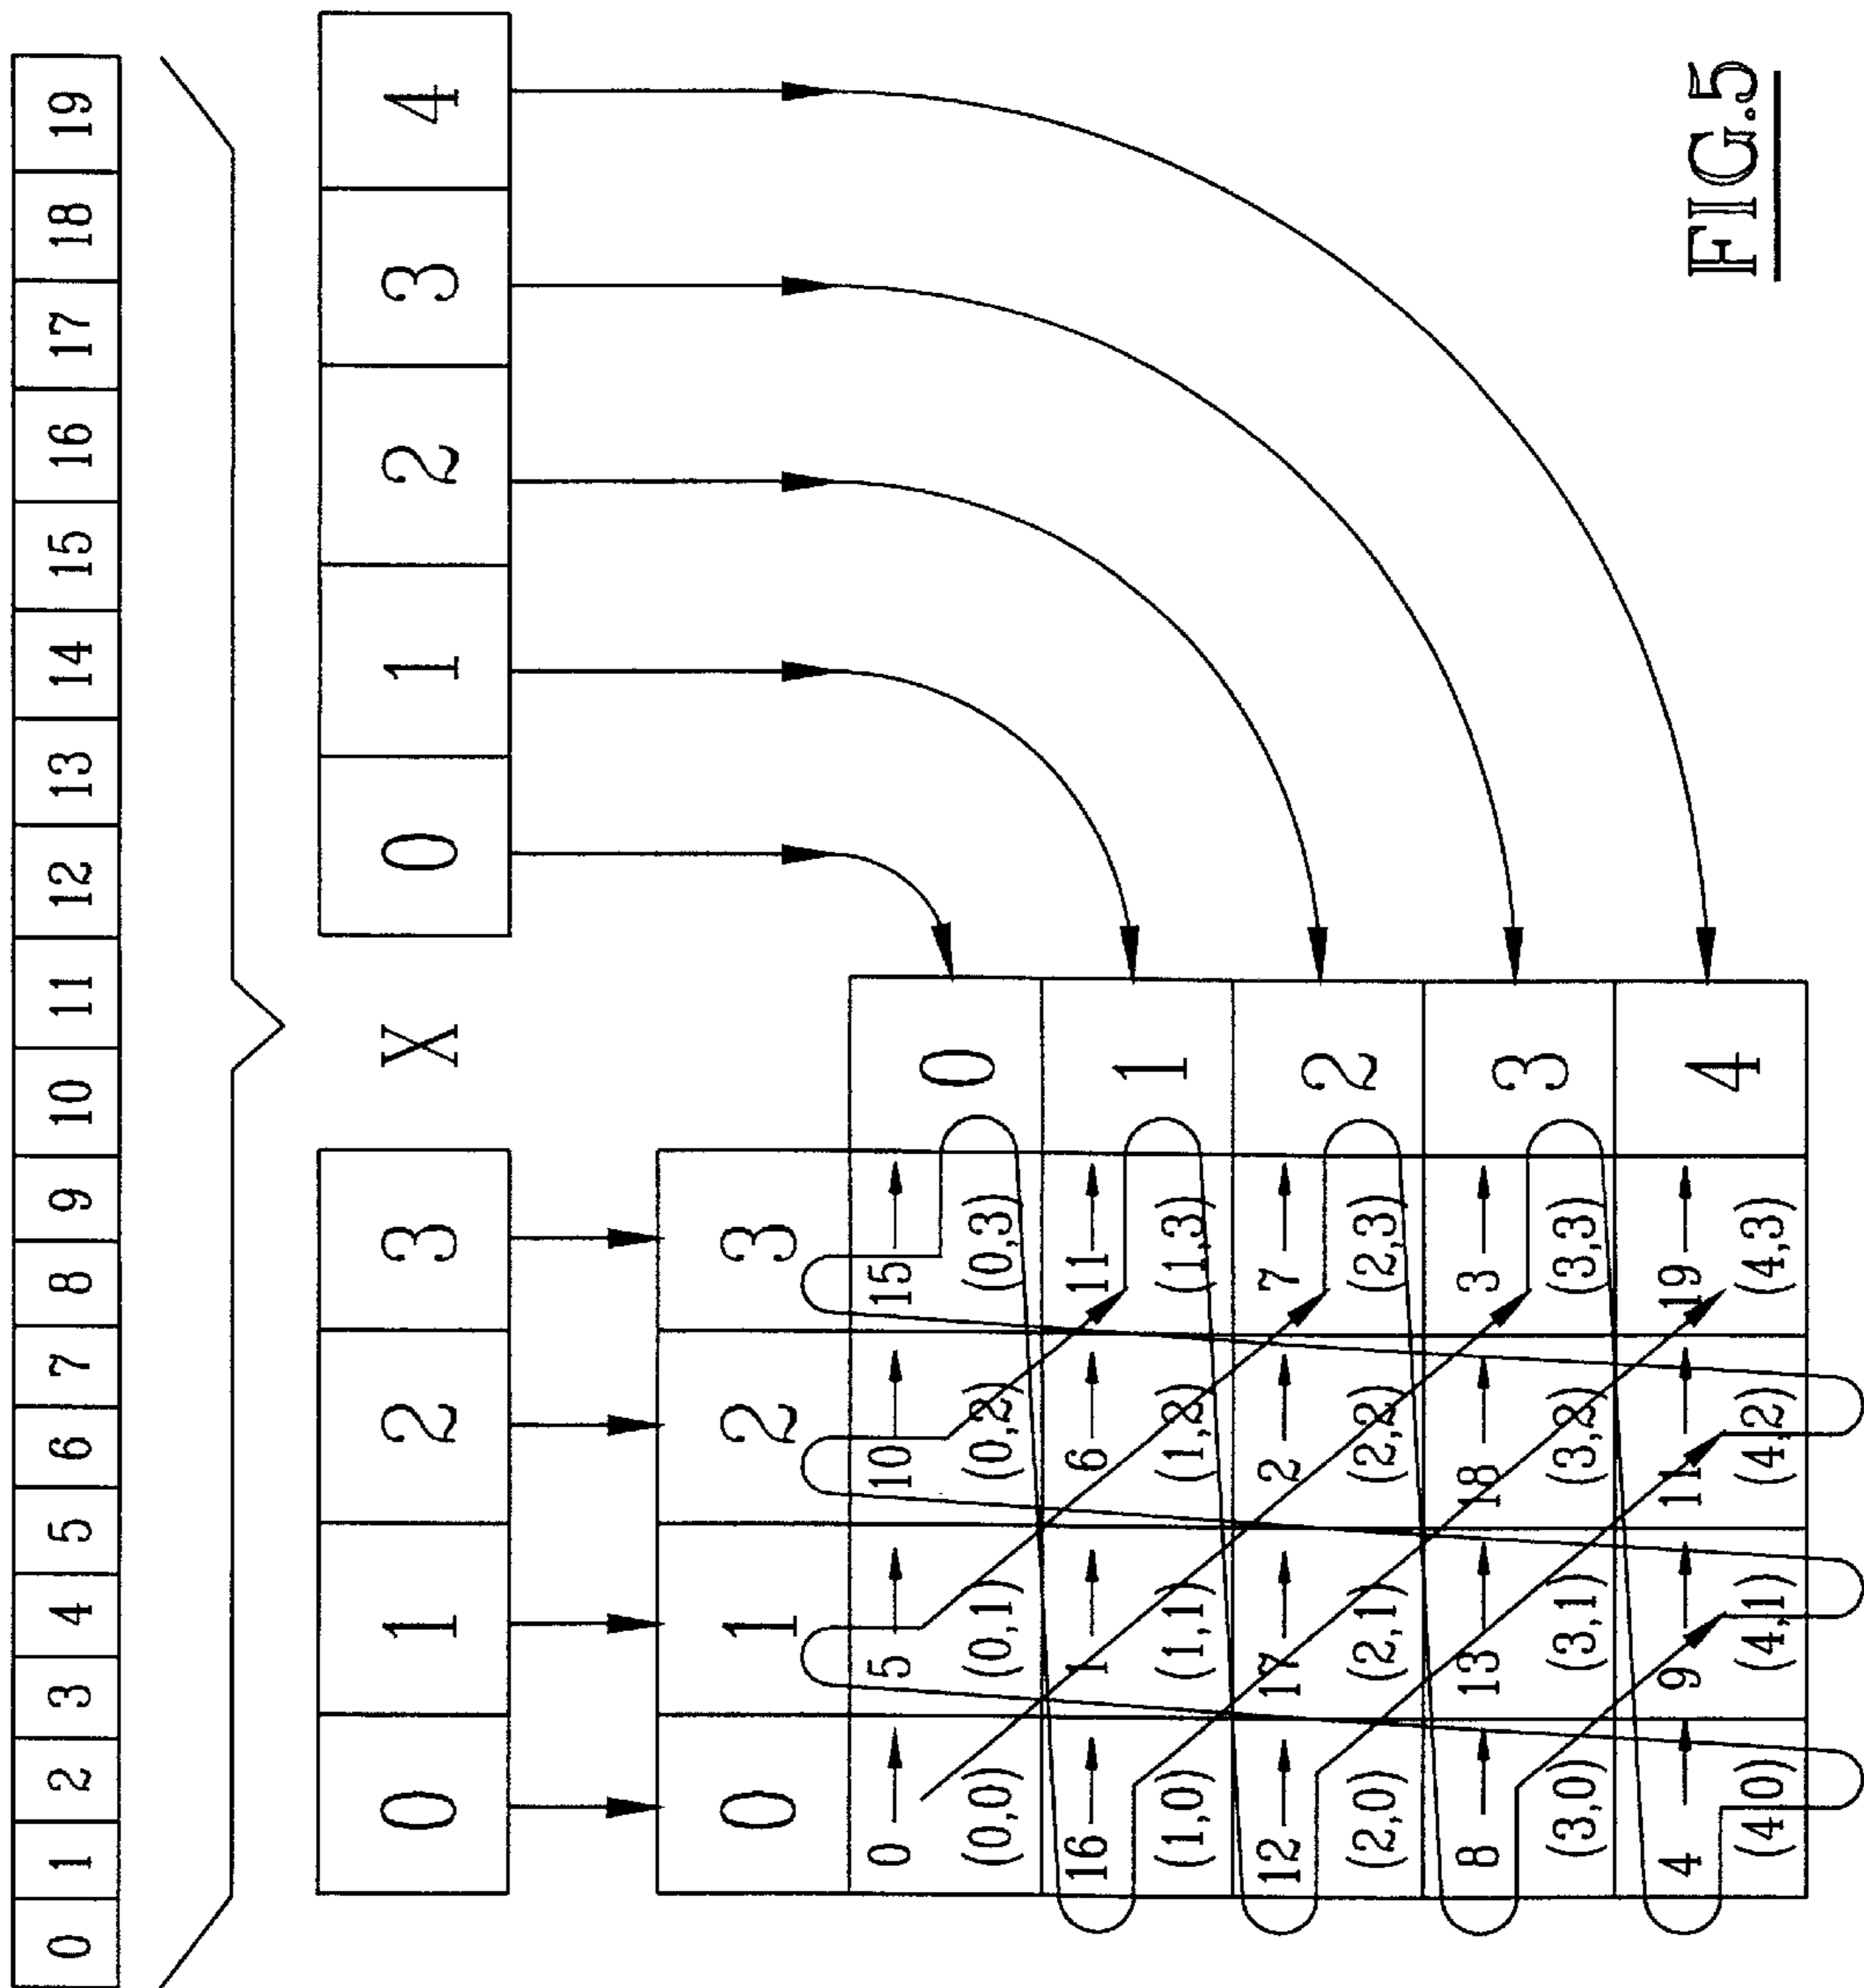 0 1 2 3 4 5 6 7 8 9 10 11 12 13 14 15 16 17 18 19
0 1 2 3 X 0 1 2 3 4
0 1 2 3
0 5 10 15 0
(0,0) (0,1) (0,2) (0,3)
16 1 6 11 1
(1,0) (1,1) (1,2) (1,3)
12 17 2 7 2
(2,0) (2,1) (2,2) (2,3)
8 13 18 3 3
(3,0) (3,1) (3,2) (3,3)
4 9 11 19 4
(4,0) (4,1) (4,2) (4,3)
FIG.5